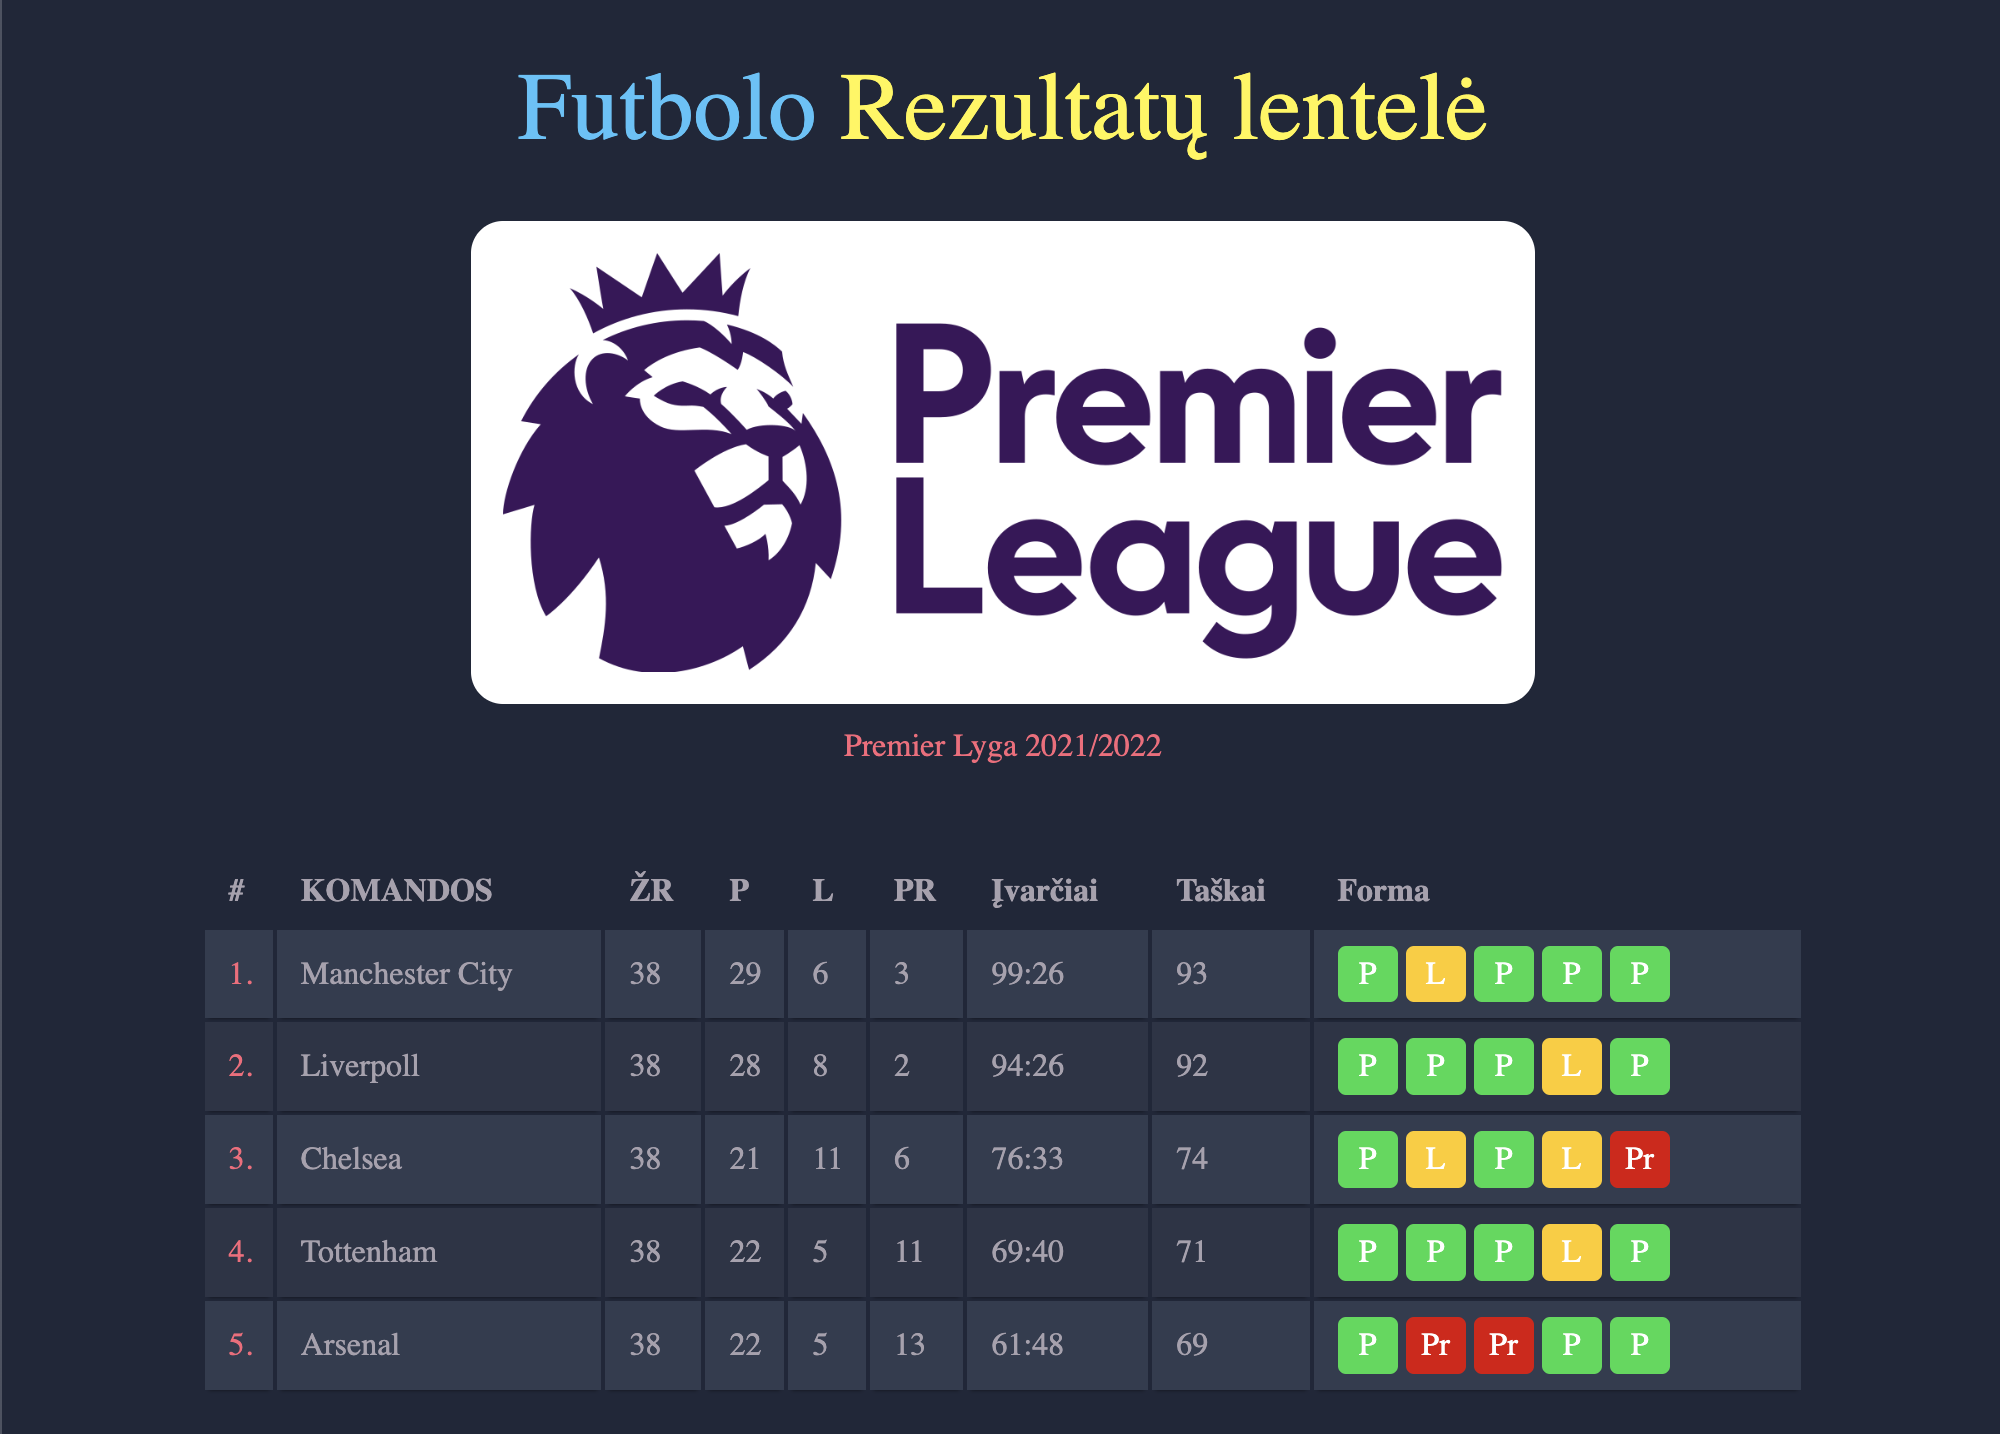 Futbolo Rezultatų lentelė
Premier
League
Premier Lyga 2021/2022
# KOMANDOS ŽR P L PR Įvarčiai Taškai Forma
1. Manchester City 38 29 6 3 99:26 93 P L P P P
2. Liverpoll 38 28 8 2 94:26 92 P P P L P
3. Chelsea 38 21 11 6 76:33 74 P L P L Pr
4. Tottenham 38 22 5 11 69:40 71 P P P L P
5. Arsenal 38 22 5 13 61:48 69 P Pr Pr P P